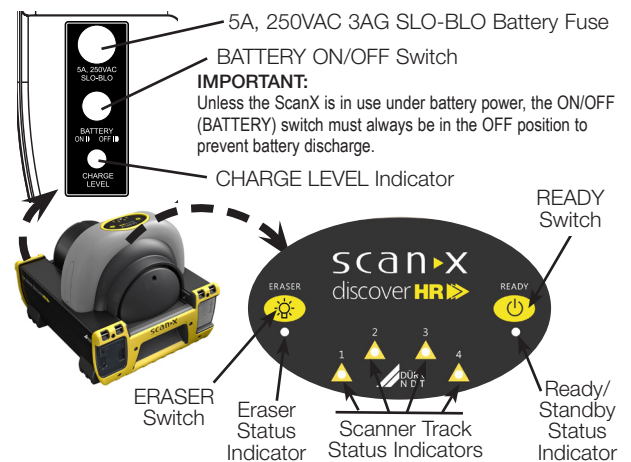 5A, 250VAC 3AG SLO-BLO Battery Fuse
5A, 250VAC
SLO-BLO
BATTERY ON/OFF Switch
IMPORTANT:
Unless the ScanX is in use under battery power, the ON/OFF
(BATTERY) switch must always be in the OFF position to
prevent battery discharge.
BATTERY
ON OFF
CHARGE
LEVEL
CHARGE LEVEL Indicator
READY
Switch
scan x
discover HR
ERASER
READY
1
2
3
4
scan x
ERASER
Switch
Eraser
Status
Indicator
Scanner Track
Status Indicators
Ready/
Standby
Status
Indicator